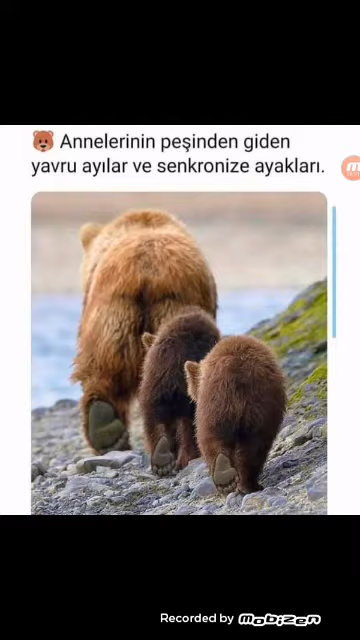 🐻 Annelerinin peşinden giden
yavru ayılar ve senkronize ayakları.
Recorded by mobizen